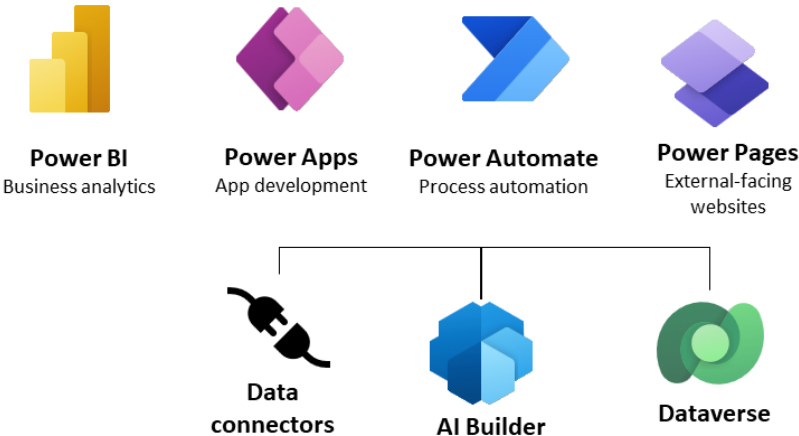 Power BI
Business analytics
Power Apps
App development
Power Automate
Process automation
Power Pages
External-facing
websites
Data
connectors
AI Builder
Dataverse